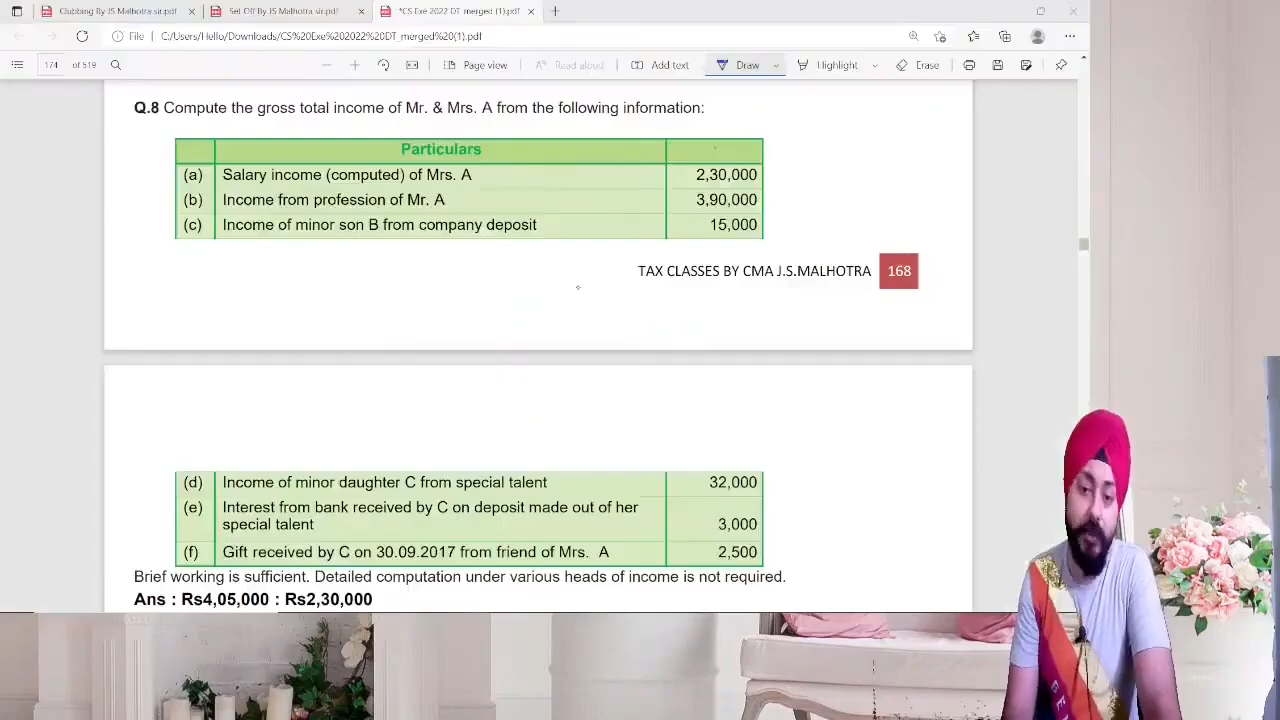 Clubbing By JS Malhotra sir.pdf
Set Off By JS Malhotra sir.pdf
*CS Exe 2022 DT_merged (1).pdf
File
C:/Users/Hello/Downloads/CS%20Exe%202022%20DT_merged%20(1).pdf
174 of 519
Page view
Read aloud
Add text
Draw
Highlight
Erase
Q.8 Compute the gross total income of Mr. & Mrs. A from the following information:
Particulars
(a) Salary income (computed) of Mrs. A 2,30,000
(b) Income from profession of Mr. A 3,90,000
(c) Income of minor son B from company deposit 15,000
TAX CLASSES BY CMA J.S.MALHOTRA 168
(d) Income of minor daughter C from special talent 32,000
(e) Interest from bank received by C on deposit made out of her
special talent 3,000
(f) Gift received by C on 30.09.2017 from friend of Mrs. A 2,500
Brief working is sufficient. Detailed computation under various heads of income is not required.
Ans : Rs4,05,000 : Rs2,30,000